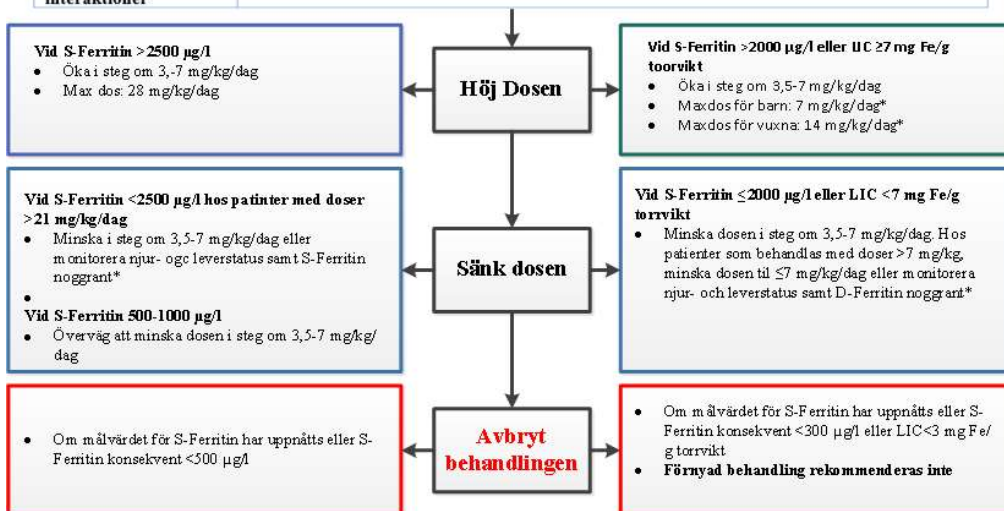 interaktioner
Vid S-Ferritin >2500 µg/l
• Öka i steg om 3,-7 mg/kg/dag
• Max dos: 28 mg/kg/dag
Höj Dosen
Vid S-Ferritin >2000 µg/l eller LIC ≥7 mg Fe/g
toorvikt
• Öka i steg om 3,5-7 mg/kg/dag
• Maxdos för barn: 7 mg/kg/dag*
• Maxdos för vuxna: 14 mg/kg/dag*
Vid S-Ferritin <2500 µg/l hos patinter med doser
>21 mg/kg/dag
• Minska i steg om 3,5-7 mg/kg/dag eller
monitorera njur- ogc leverstatus samt S-Ferritin
noggrant*
•
Vid S-Ferritin 500-1000 µg/l
• Överväg att minska dosen i steg om 3,5-7 mg/kg/
dag
Sänk dosen
Vid S-Ferritin ≤2000 µg/l eller LIC <7 mg Fe/g
torrvikt
• Minska dosen i steg om 3,5-7 mg/kg/dag. Hos
patienter som behandlas med doser >7 mg/kg,
minska dosen til ≤7 mg/kg/dag eller monitorera
njur- och leverstatus samt D-Ferritin noggrant*
• Om målvärdet för S-Ferritin har uppnåtts eller S-
Ferritin konsekvent <500 µg/l
Avbryt
behandlingen
• Om målvärdet för S-Ferritin har uppnåtts eller S-
Ferritin konsekvent <300 µg/l eller LIC<3 mg Fe/
g torrvikt
• Förnyad behandling rekommenderas inte